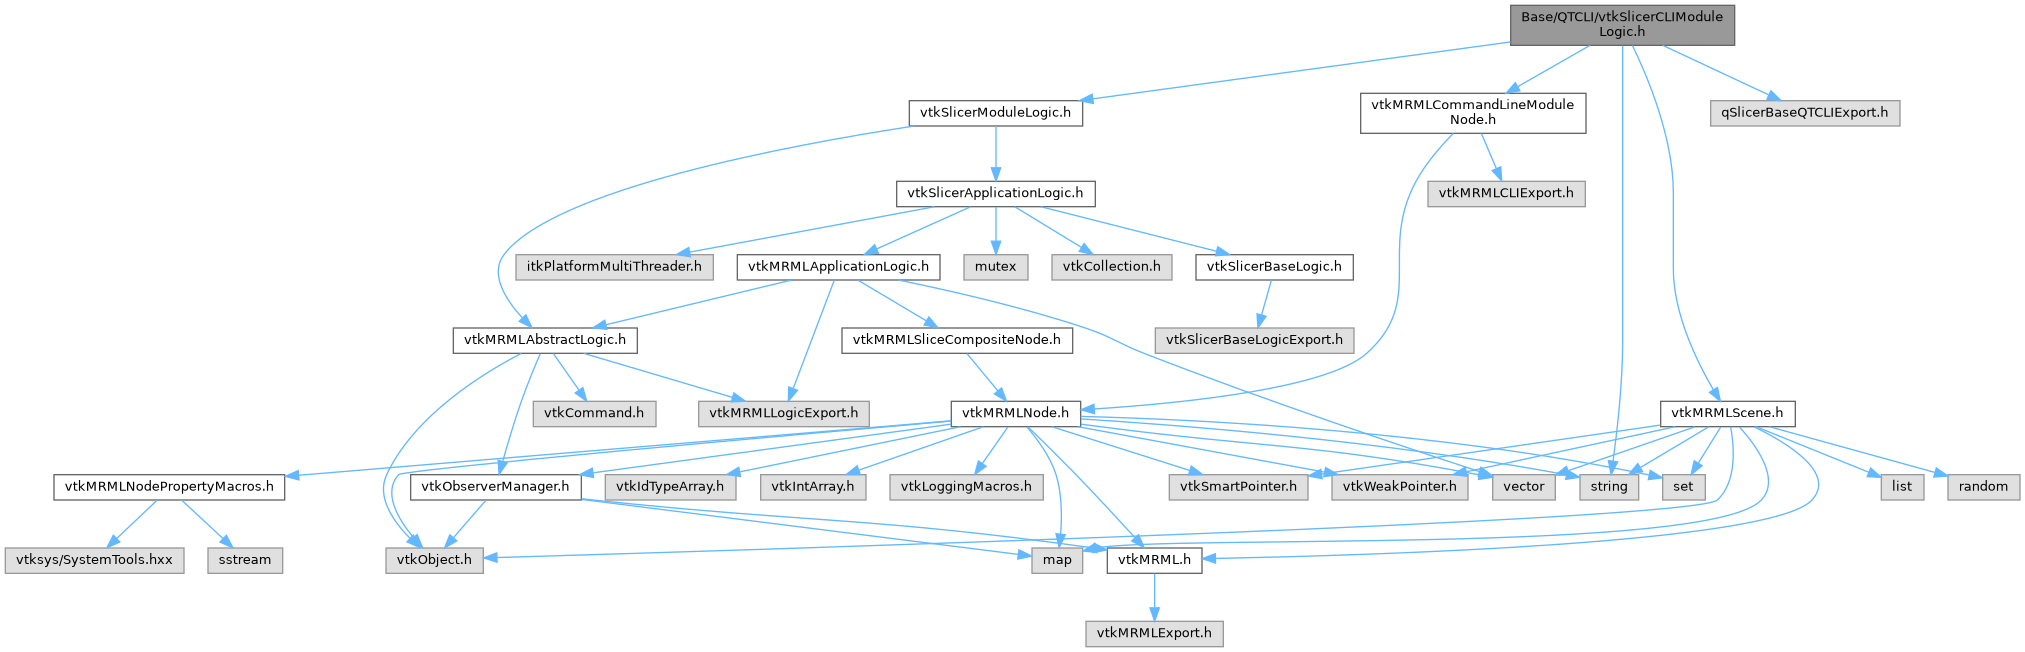 Base/QTCLI/vtkSlicerCLIModule
Logic.h
vtkSlicerModuleLogic.h
vtkMRMLCommandLineModule
Node.h
qSlicerBaseQTCLIExport.h
vtkSlicerApplicationLogic.h
vtkMRMLCLIExport.h
itkPlatformMultiThreader.h
vtkMRMLApplicationLogic.h
mutex
vtkCollection.h
vtkSlicerBaseLogic.h
vtkMRMLAbstractLogic.h
vtkMRMLSliceCompositeNode.h
vtkSlicerBaseLogicExport.h
vtkCommand.h
vtkMRMLLogicExport.h
vtkMRMLNode.h
vtkMRMLScene.h
vtkMRMLNodePropertyMacros.h
vtkObserverManager.h
vtkIdTypeArray.h
vtkIntArray.h
vtkLoggingMacros.h
vtkSmartPointer.h
vtkWeakPointer.h
vector
string
set
list
random
vtksys/SystemTools.hxx
sstream
vtkObject.h
map
vtkMRML.h
vtkMRMLExport.h